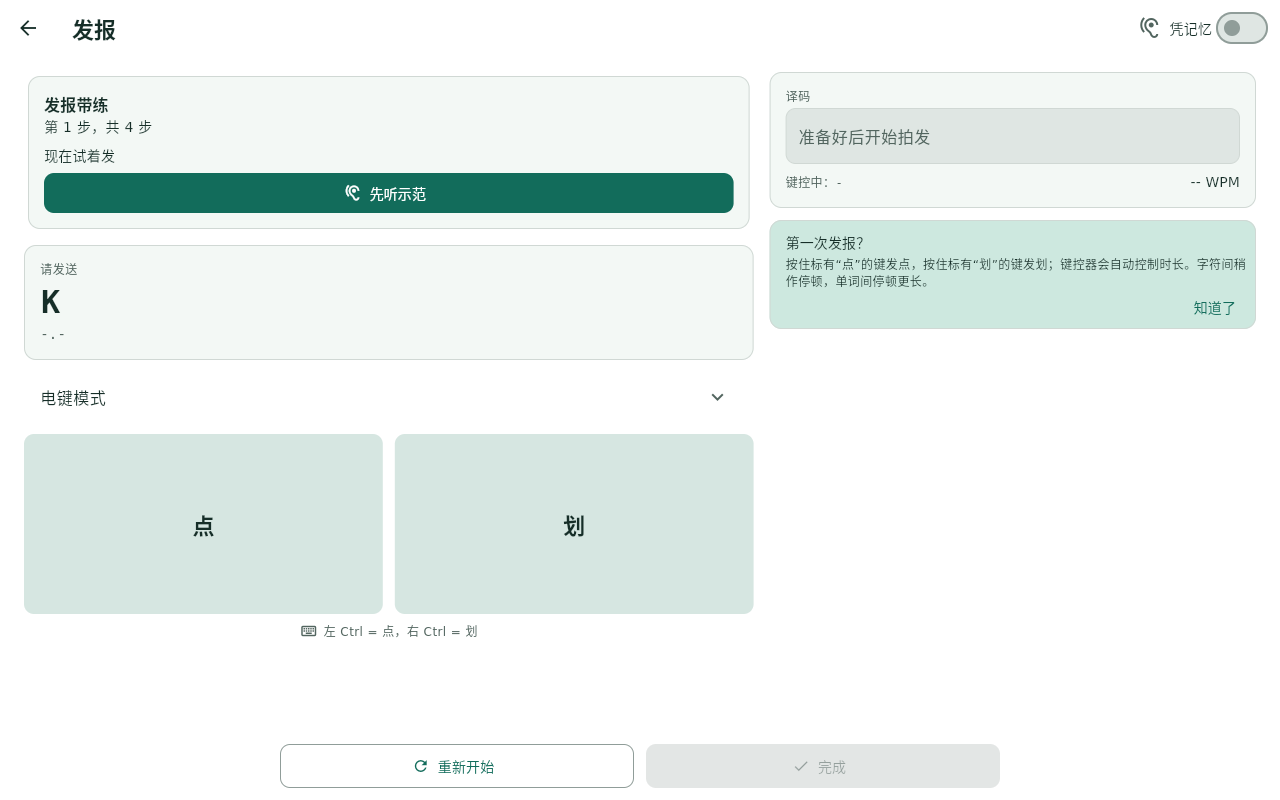 发报
凭记忆
发报带练
第 1 步，共 4 步
现在试着发
先听示范
请发送
K
-.-
电键模式
点
划
左 Ctrl = 点，右 Ctrl = 划
译码
准备好后开始拍发
键控中：-
-- WPM
第一次发报？
按住标有“点”的键发点，按住标有“划”的键发划；键控器会自动控制时长。字符间稍
作停顿，单词间停顿更长。
知道了
重新开始
完成